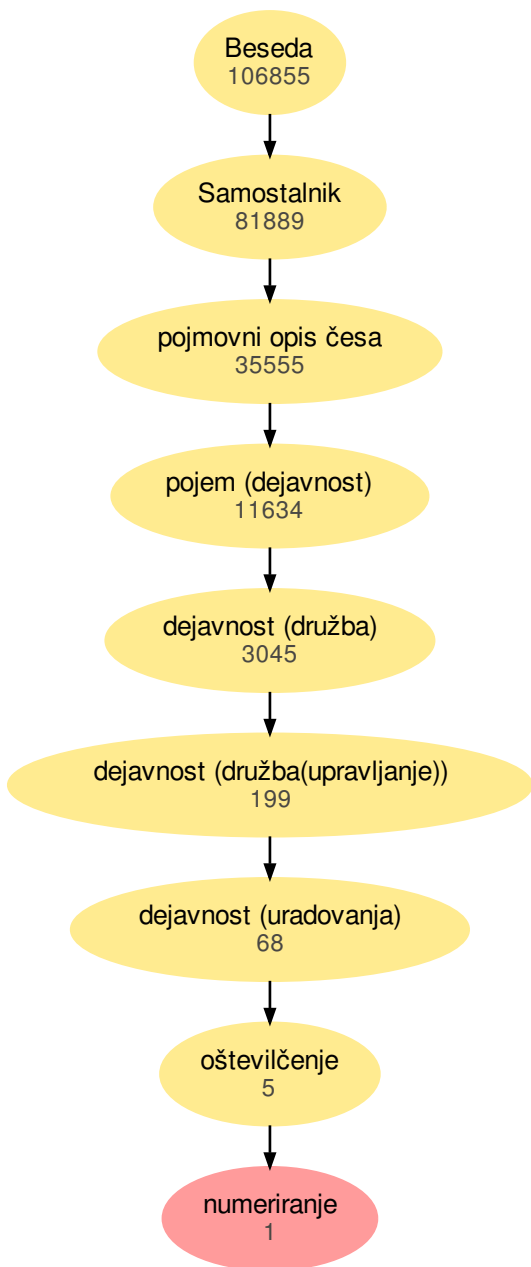 Beseda
106855
Samostalnik
81889
pojmovni opis česa
35555
pojem (dejavnost)
11634
dejavnost (družba)
3045
dejavnost (družba(upravljanje))
199
dejavnost (uradovanja)
68
oštevilčenje
5
numeriranje
1